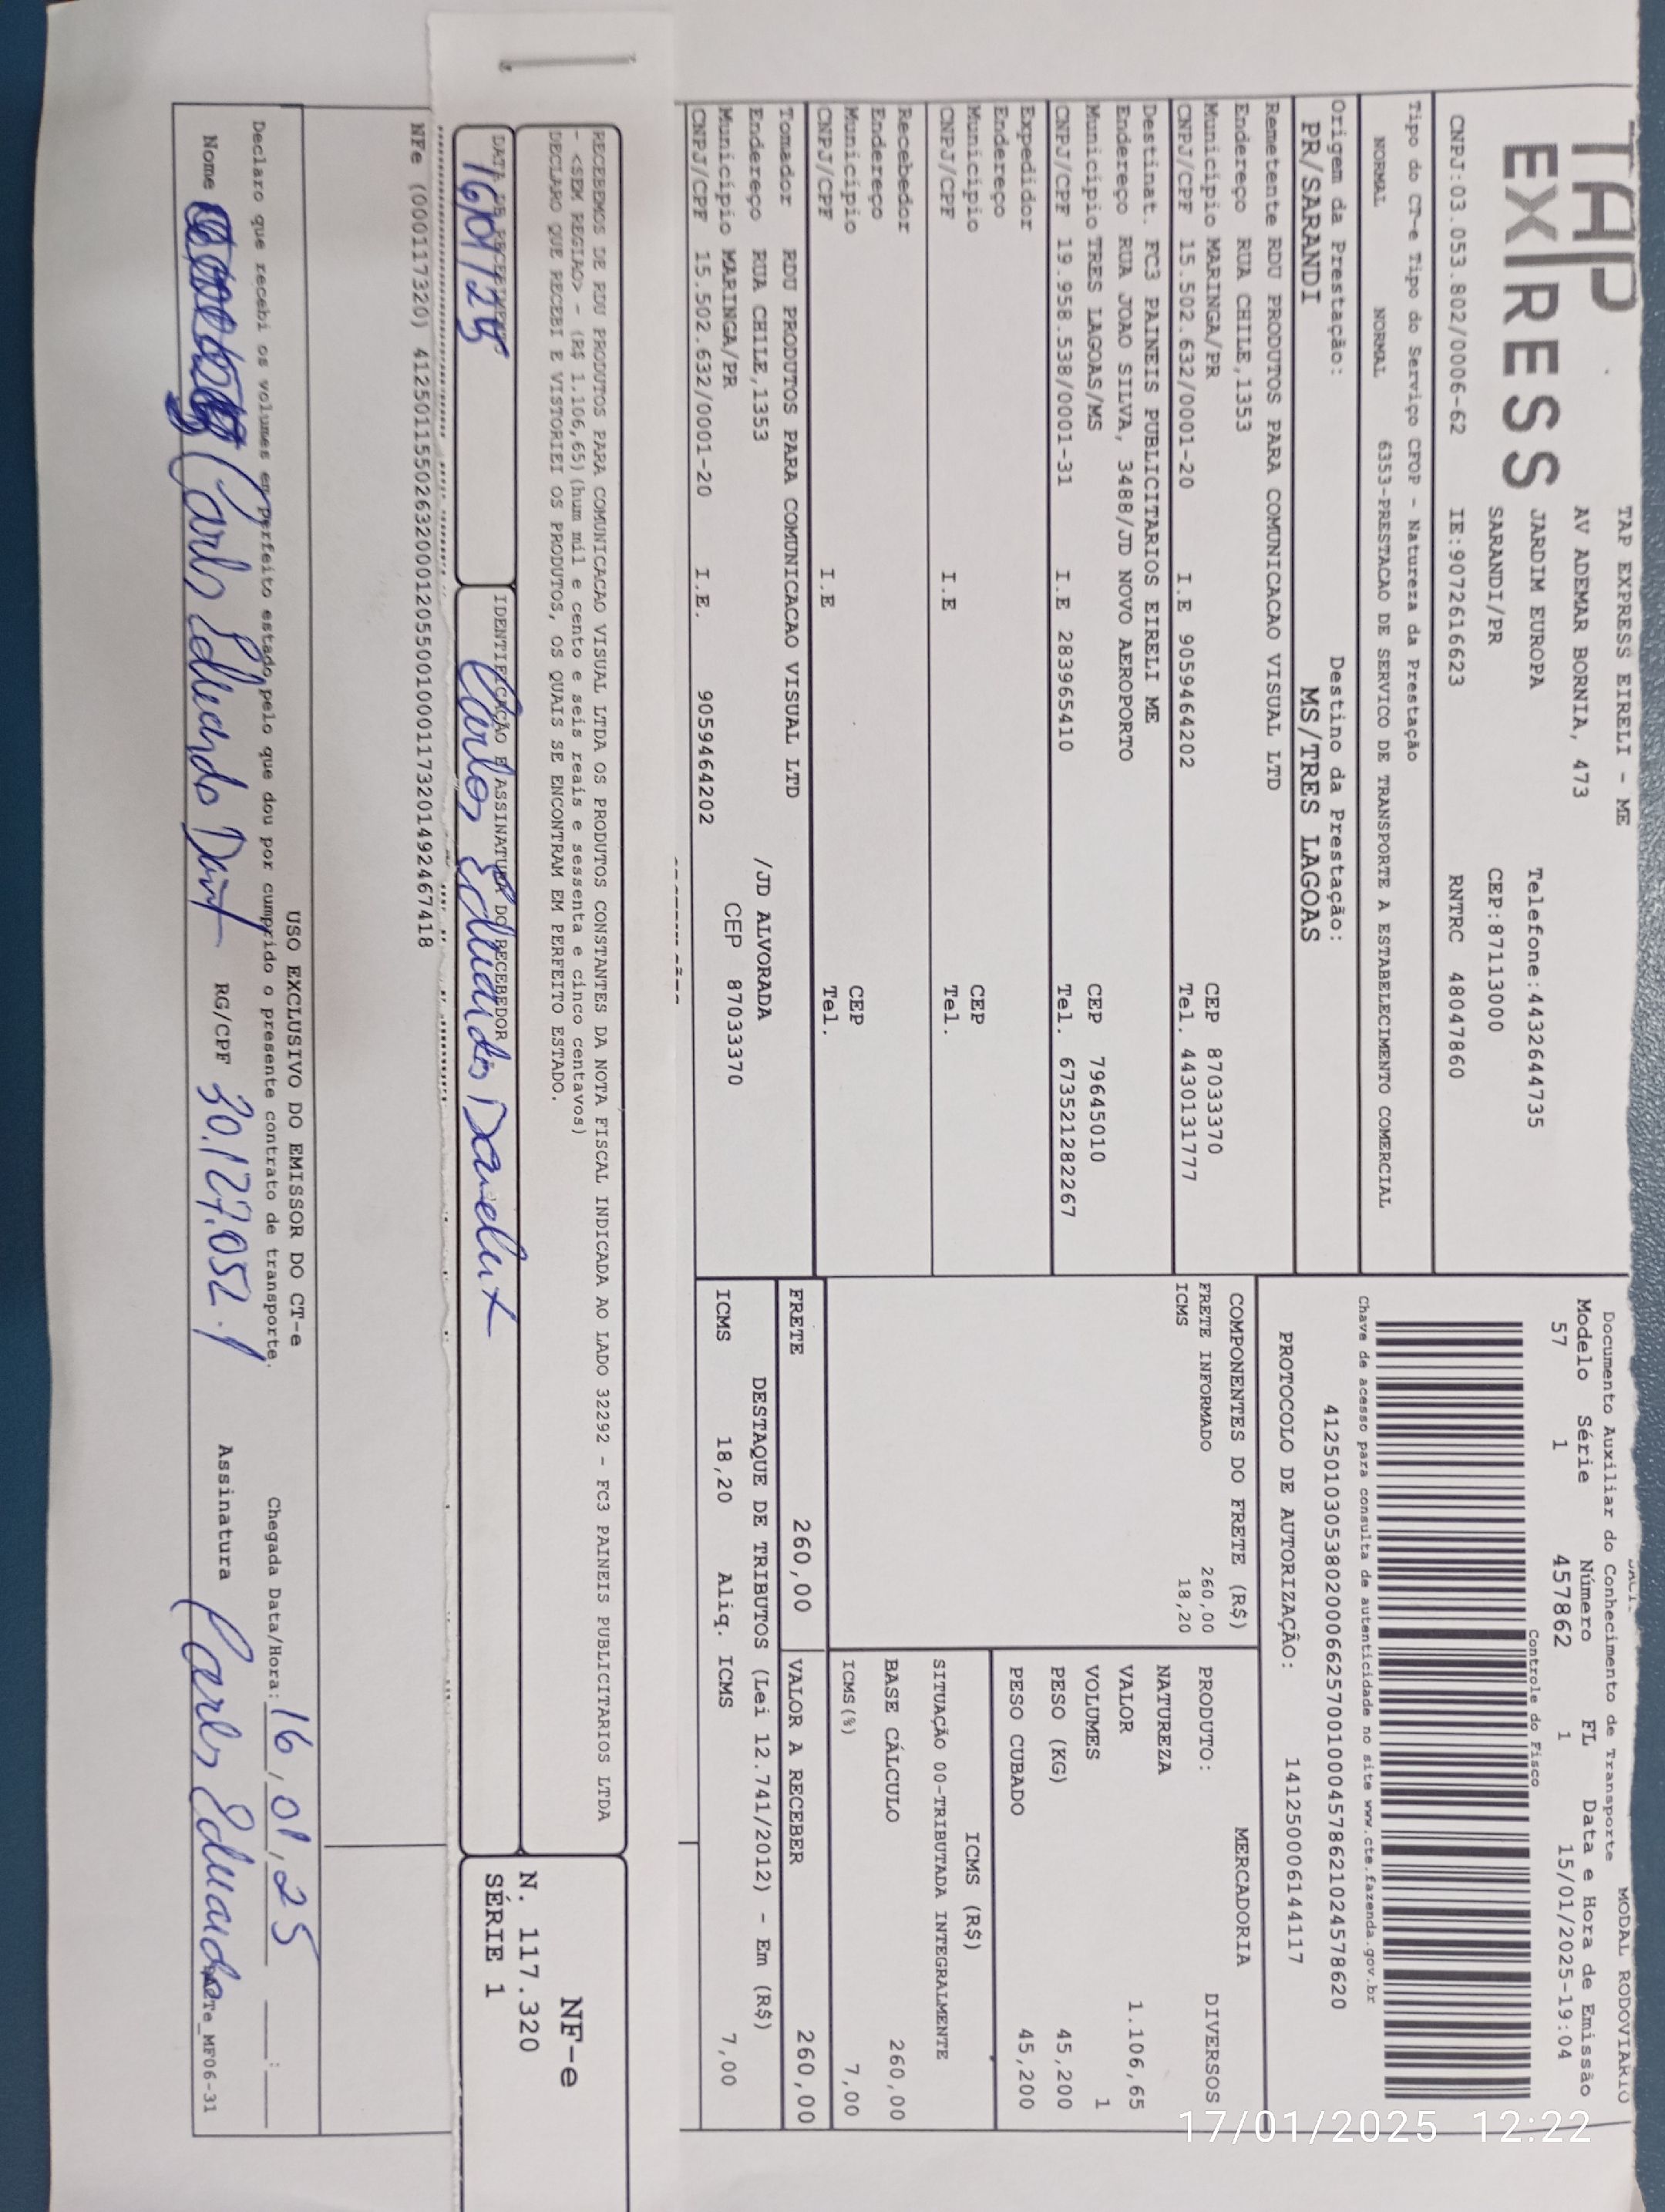 TAP
EXPRESS
TAP EXPRESS EIRELI - ME
AV ADEMAR BORNIA, 473
JARDIM EUROPA Telefone:4432644735
SARANDI/PR CEP:87113000
CNPJ:03.053.802/0006-62 IE:9072616623 RNTRC 48047860
Tipo do CT-e Tipo do Serviço CFOP - Natureza da Prestação
NORMAL NORMAL 6353-PRESTACAO DE SERVICO DE TRANSPORTE A ESTABELECIMENTO COMERCIAL
Origem da Prestação: Destino da Prestação:
PR/SARANDI MS/TRES LAGOAS
Remetente RDU PRODUTOS PARA COMUNICACAO VISUAL LTD
Endereço RUA CHILE,1353
Município MARINGA/PR CEP 87033370
CNPJ/CPF 15.502.632/0001-20 I.E 9059464202 Tel. 4430131777
Destinat. FC3 PAINEIS PUBLICITARIOS EIRELI ME
Endereço RUA JOAO SILVA, 3488/JD NOVO AEROPORTO
Município TRES LAGOAS/MS CEP 79645010
CNPJ/CPF 19.958.538/0001-31 I.E 283965410 Tel. 673521282267
Expedidor
Endereço
Município CEP
CNPJ/CPF I.E Tel.
Recebedor
Endereço
Município CEP
CNPJ/CPF I.E Tel.
Tomador RDU PRODUTOS PARA COMUNICACAO VISUAL LTD
Endereço RUA CHILE,1353 /JD ALVORADA
Município MARINGA/PR CEP 87033370
CNPJ/CPF 15.502.632/0001-20 I.E. 9059464202
MODAL RODOVIARIO
Documento Auxiliar do Conhecimento de Transporte
Modelo Série Número FL Data e Hora de Emissão
57 1 457862 1 15/01/2025-19:04
Controle do Fisco
Chave de acesso para consulta de autenticidade no site www.cte.fazenda.gov.br
41250103053802000662570010004578621024578620
PROTOCOLO DE AUTORIZAÇÃO: 141250006144117
COMPONENTES DO FRETE (R$)
FRETE INFORMADO 260,00
ICMS 18,20
MERCADORIA
PRODUTO: DIVERSOS
NATUREZA
VALOR 1.106,65
VOLUMES 1
PESO (KG) 45,200
PESO CUBADO 45,200
ICMS (R$)
SITUAÇÃO 00-TRIBUTADA INTEGRALMENTE
BASE CÁLCULO 260,00
ICMS(%) 7,00
FRETE 260,00 VALOR A RECEBER 260,00
DESTAQUE DE TRIBUTOS (Lei 12.741/2012) - Em (R$)
ICMS 18,20 Aliq. ICMS 7,00
RECEBEMOS DE RDU PRODUTOS PARA COMUNICACAO VISUAL LTDA OS PRODUTOS CONSTANTES DA NOTA FISCAL INDICADA AO LADO 32292 - FC3 PAINEIS PUBLICITARIOS LTDA
- <SEM REGIAO> - (R$ 1.106,65)(hum mil e cento e seis reais e sessenta e cinco centavos)
DECLARO QUE RECEBI E VISTORIEI OS PRODUTOS, OS QUAIS SE ENCONTRAM EM PERFEITO ESTADO.
DATA DE RECEBIMENTO IDENTIFICAÇÃO E ASSINATURA DO RECEBEDOR
Carlos Eduardo
NF-e
N. 117.320
SÉRIE 1
NFe (000117320) 41250115502632000120550010001173201492467418
USO EXCLUSIVO DO EMISSOR DO CT-e
Declaro que recebi os volumes em perfeito estado, pelo que dou por cumprido o presente contrato de transporte. Chegada Data/Hora: 16/01/25
Nome Carlos Eduardo RG/CPF 30.127.052.1 Assinatura Carlos Eduardo
17/01/2025 12:22